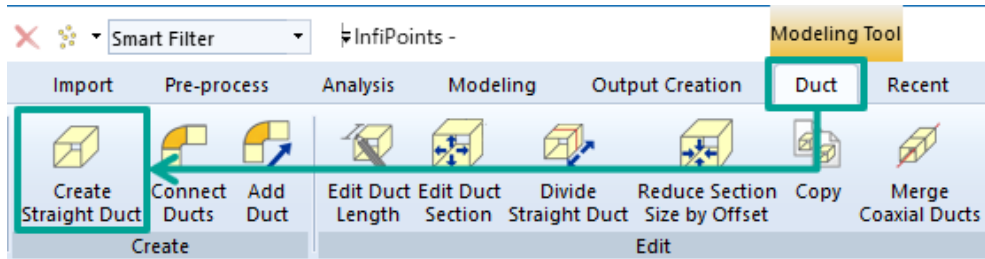 Smart Filter
InfiPoints -
Modeling Tool
Import Pre-process Analysis Modeling Output Creation Duct Recent
Create Connect Add Edit Duct Edit Duct Divide Reduce Section Copy Merge
Straight Duct Ducts Duct Length Section Straight Duct Size by Offset Coaxial Ducts
Create Edit